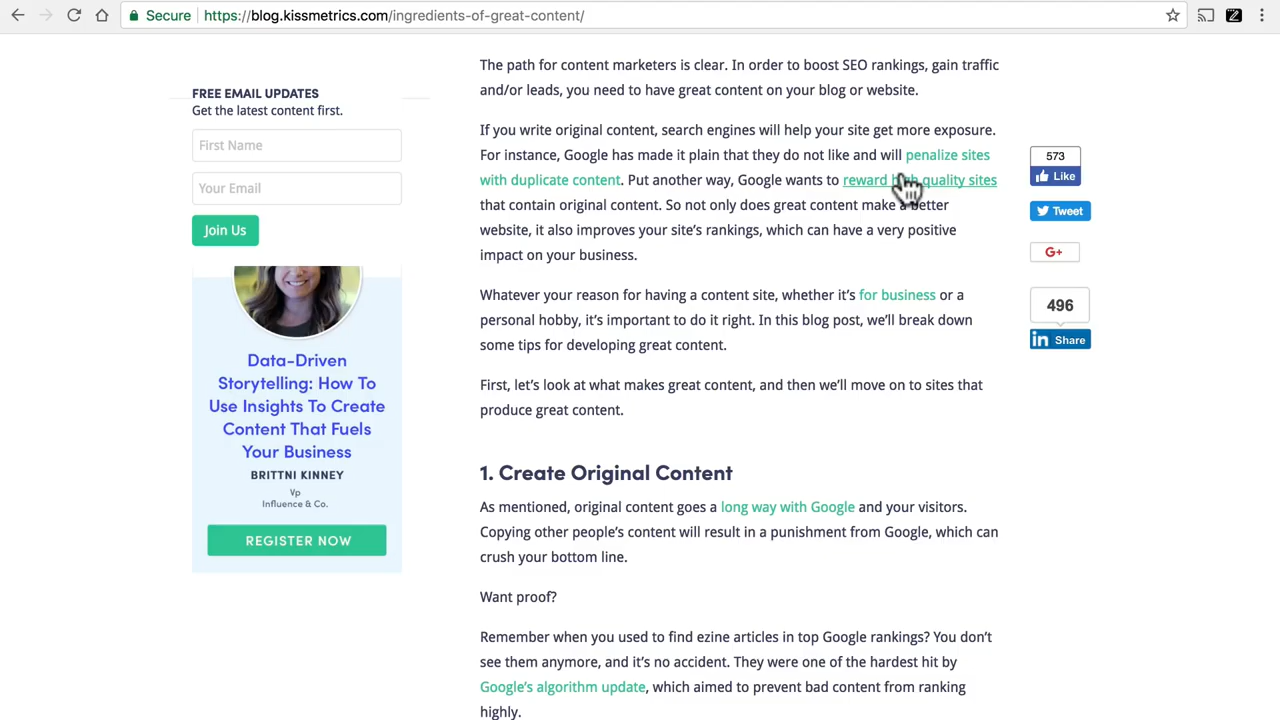 Secure
https://blog.kissmetrics.com/ingredients-of-great-content/
FREE EMAIL UPDATES
Get the latest content first.
First Name
Your Email
Join Us
Data-Driven
Storytelling: How To
Use Insights To Create
Content That Fuels
Your Business
BRITTNI KINNEY
Vp
Influence & Co.
REGISTER NOW
The path for content marketers is clear. In order to boost SEO rankings, gain traffic
and/or leads, you need to have great content on your blog or website.
If you write original content, search engines will help your site get more exposure.
For instance, Google has made it plain that they do not like and will penalize sites
with duplicate content. Put another way, Google wants to reward high quality sites
that contain original content. So not only does great content make a better
website, it also improves your site's rankings, which can have a very positive
impact on your business.
Whatever your reason for having a content site, whether it's for business or a
personal hobby, it's important to do it right. In this blog post, we'll break down
some tips for developing great content.
First, let's look at what makes great content, and then we'll move on to sites that
produce great content.
1. Create Original Content
As mentioned, original content goes a long way with Google and your visitors.
Copying other people's content will result in a punishment from Google, which can
crush your bottom line.
Want proof?
Remember when you used to find ezine articles in top Google rankings? You don't
see them anymore, and it's no accident. They were one of the hardest hit by
Google's algorithm update, which aimed to prevent bad content from ranking
highly.
573
Like
Tweet
G+
496
in Share